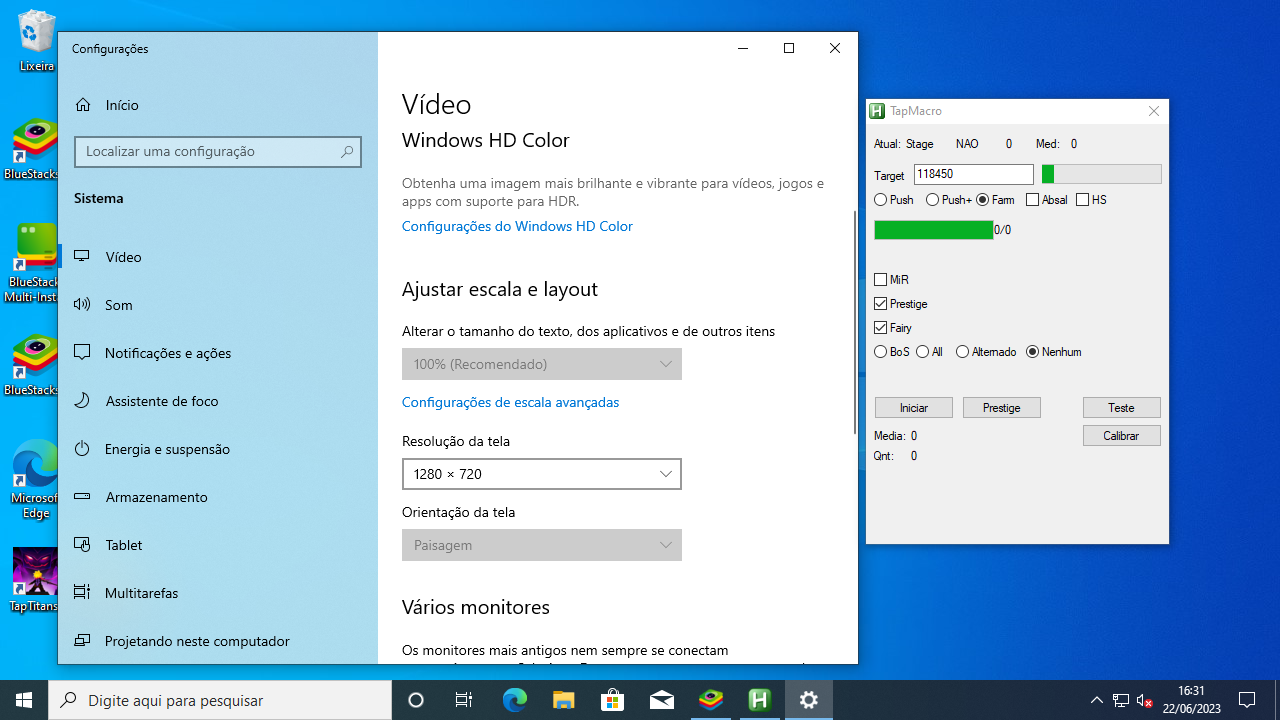 Lixeira
BlueStacks
BlueStack
Multi-Insta
BlueStacks
Microsof
Edge
TapTitans
Configurações
Início
Localizar uma configuração
Sistema
Vídeo
Som
Notificações e ações
Assistente de foco
Energia e suspensão
Armazenamento
Tablet
Multitarefas
Projetando neste computador
Vídeo
Windows HD Color
Obtenha uma imagem mais brilhante e vibrante para vídeos, jogos e
apps com suporte para HDR.
Configurações do Windows HD Color
Ajustar escala e layout
Alterar o tamanho do texto, dos aplicativos e de outros itens
100% (Recomendado)
Configurações de escala avançadas
Resolução da tela
1280 × 720
Orientação da tela
Paisagem
Vários monitores
Os monitores mais antigos nem sempre se conectam
TapMacro
Atual: Stage NAO 0 Med: 0
Target 118450
Push Push+ Farm Absal HS
0/0
MiR
Prestige
Fairy
BoS All Alternado Nenhum
Iniciar Prestige Teste
Media: 0 Calibrar
Qnt: 0
Digite aqui para pesquisar
16:31
22/06/2023